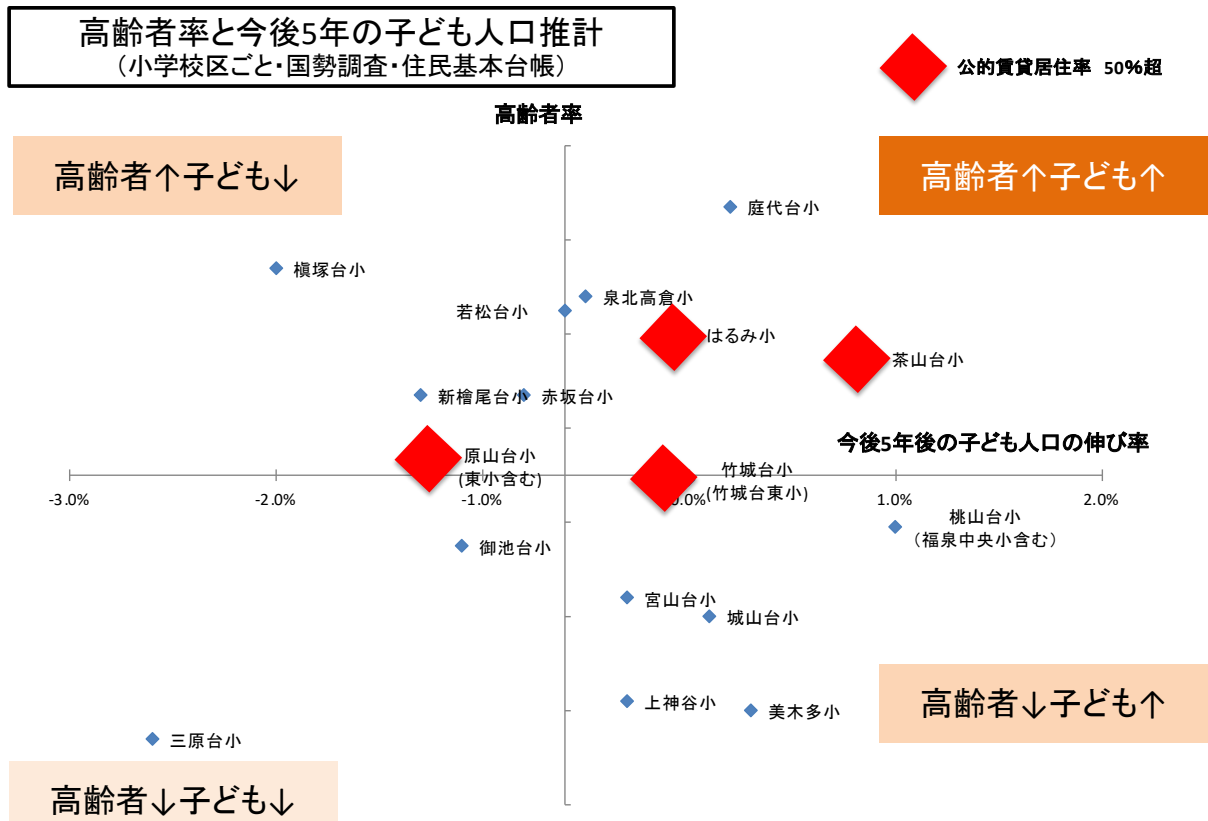 高齢者率と今後5年の子ども人口推計
（小学校区ごと・国勢調査・住民基本台帳）
公的賃貸居住率 50%超
高齢者率
高齢者↑子ども↓
高齢者↑子ども↑
庭代台小
槇塚台小
泉北高倉小
若松台小
はるみ小
茶山台小
新檜尾台小
赤坂台小
今後5年後の子ども人口の伸び率
原山台小
(東小含む)
竹城台小
(竹城台東小)
-3.0%
-2.0%
-1.0%
0.0%
1.0%
2.0%
桃山台小
（福泉中央小含む）
御池台小
宮山台小
城山台小
上神谷小
美木多小
高齢者↓子ども↑
三原台小
高齢者↓子ども↓